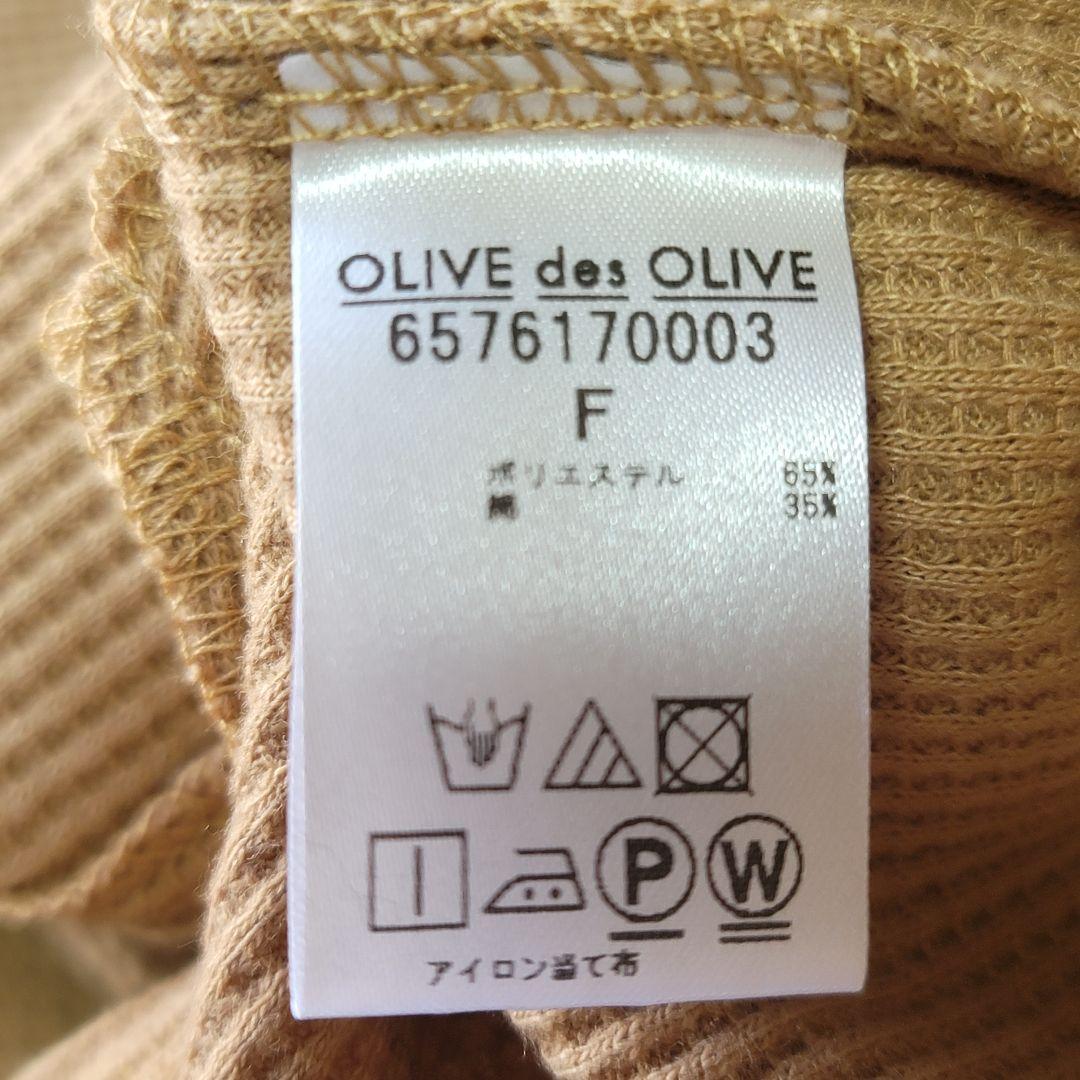 OLIVE des OLIVE
6576170003
F
ポリエステル 65%
綿 35%
P W
アイロン当て布